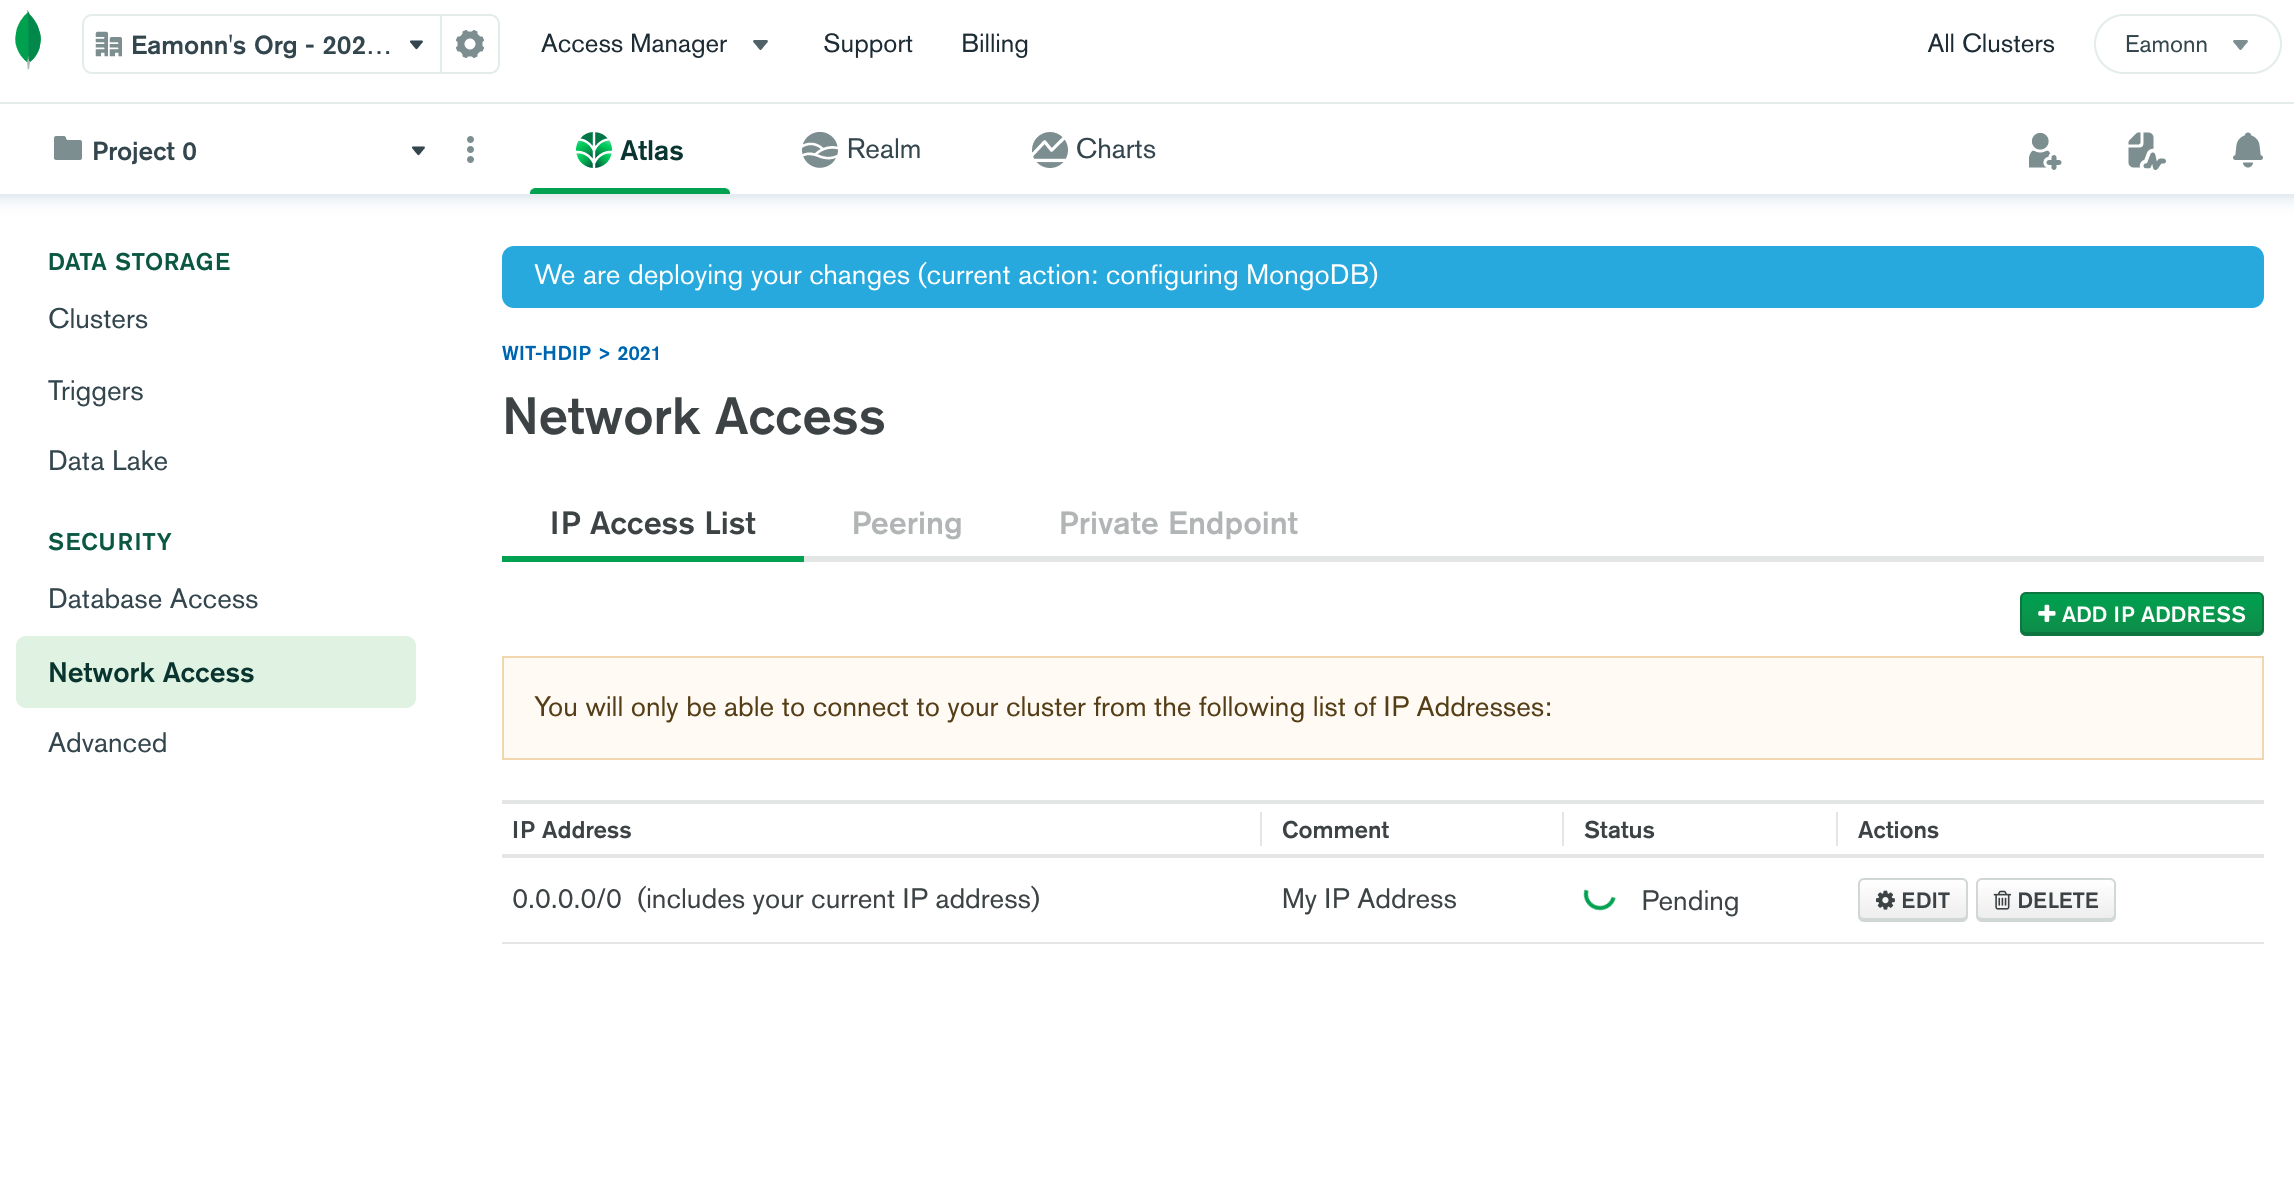 Eamonn's Org - 202...
Access Manager
Support
Billing
All Clusters
Eamonn
Project 0
Atlas
Realm
Charts
DATA STORAGE
Clusters
Triggers
Data Lake
SECURITY
Database Access
Network Access
Advanced
We are deploying your changes (current action: configuring MongoDB)
WIT-HDIP > 2021
Network Access
IP Access List
Peering
Private Endpoint
ADD IP ADDRESS
You will only be able to connect to your cluster from the following list of IP Addresses:
IP Address
Comment
Status
Actions
0.0.0.0/0 (includes your current IP address)
My IP Address
Pending
EDIT
DELETE